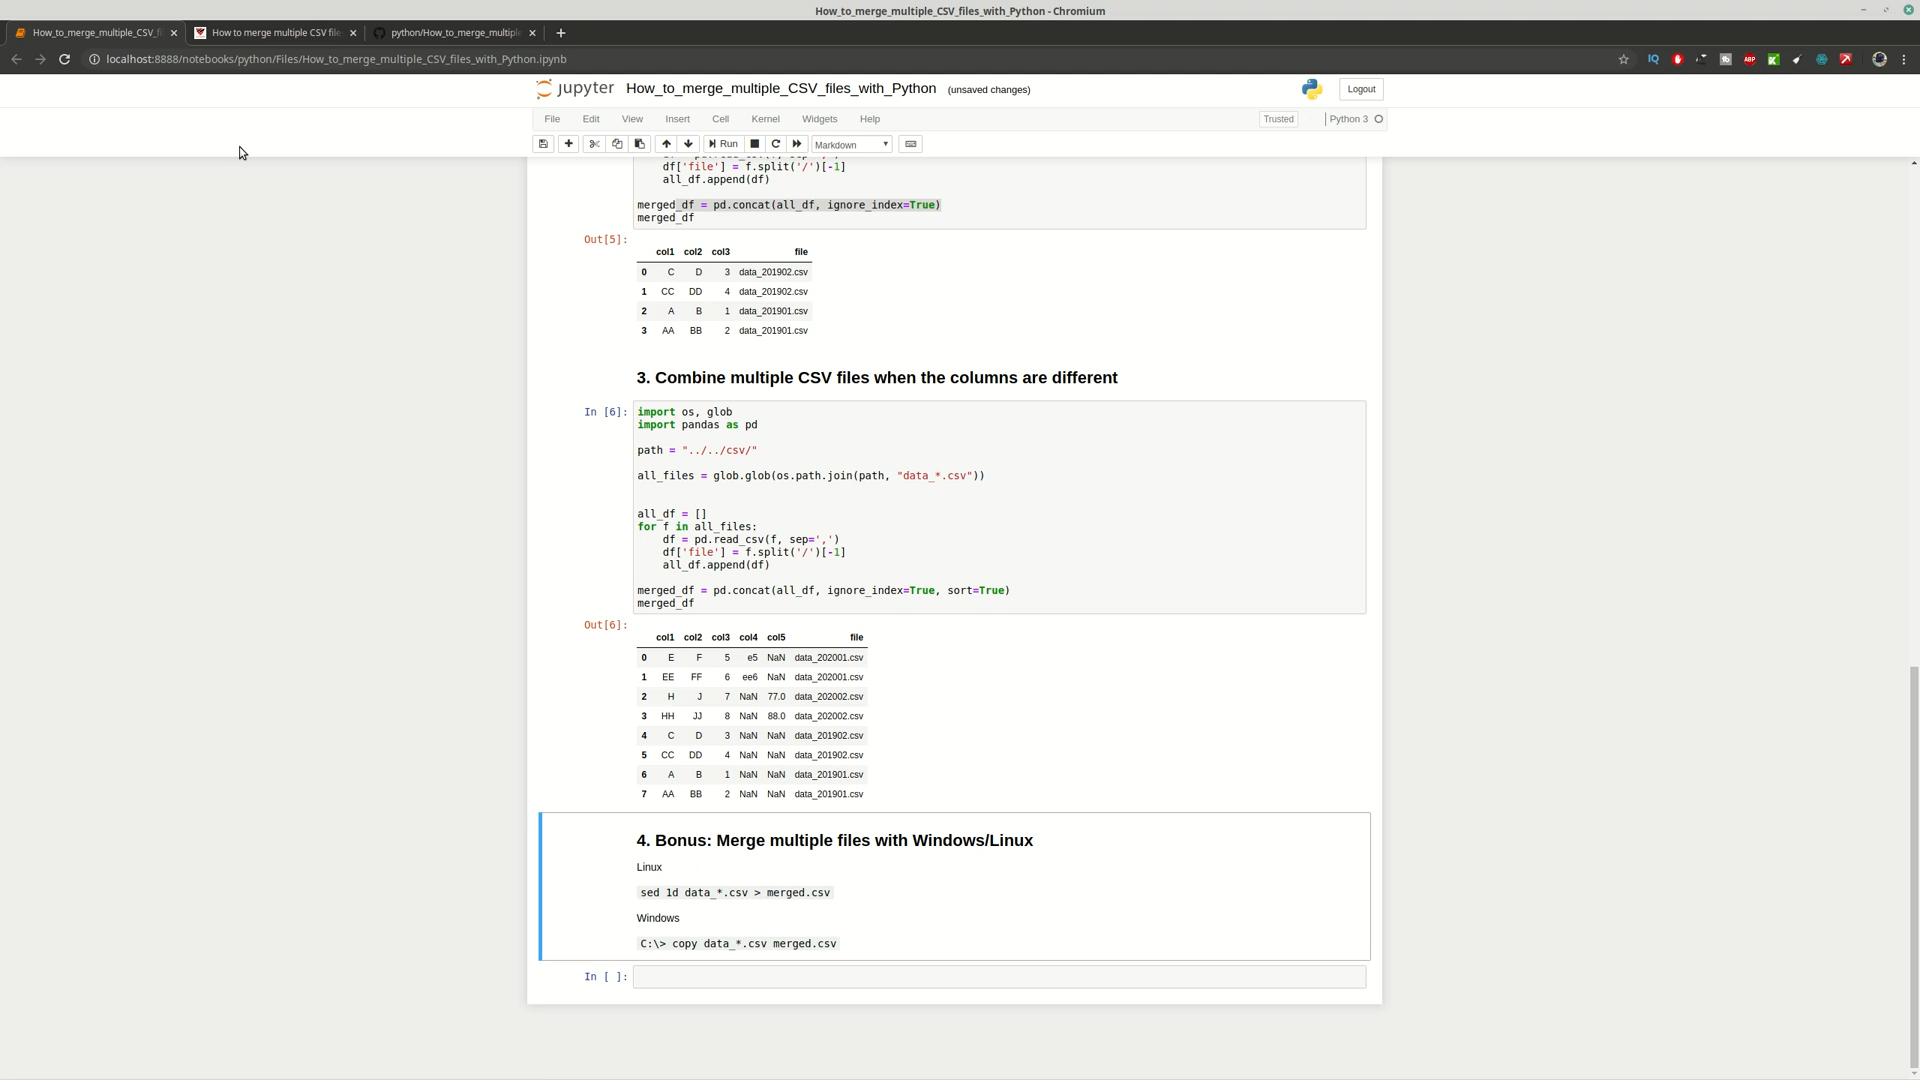 How_to_merge_multiple_CSV_files_with_Python - Chromium
How_to_merge_multiple_CSV_fi
How to merge multiple CSV file
python/How_to_merge_multiple
localhost:8888/notebooks/python/Files/How_to_merge_multiple_CSV_files_with_Python.ipynb
IQ
ABP
jupyter How_to_merge_multiple_CSV_files_with_Python (unsaved changes)
Logout
File Edit View Insert Cell Kernel Widgets Help
Trusted
Python 3
Run
Markdown
df['file'] = f.split('/')[-1]
all_df.append(df)
merged_df = pd.concat(all_df, ignore_index=True)
merged_df
Out[5]:
col1 col2 col3 file
0 C D 3 data_201902.csv
1 CC DD 4 data_201902.csv
2 A B 1 data_201901.csv
3 AA BB 2 data_201901.csv
3. Combine multiple CSV files when the columns are different
In [6]:
import os, glob
import pandas as pd
path = "../../csv/"
all_files = glob.glob(os.path.join(path, "data_*.csv"))
all_df = []
for f in all_files:
df = pd.read_csv(f, sep=',')
df['file'] = f.split('/')[-1]
all_df.append(df)
merged_df = pd.concat(all_df, ignore_index=True, sort=True)
merged_df
Out[6]:
col1 col2 col3 col4 col5 file
0 E F 5 e5 NaN data_202001.csv
1 EE FF 6 ee6 NaN data_202001.csv
2 H J 7 NaN 77.0 data_202002.csv
3 HH JJ 8 NaN 88.0 data_202002.csv
4 C D 3 NaN NaN data_201902.csv
5 CC DD 4 NaN NaN data_201902.csv
6 A B 1 NaN NaN data_201901.csv
7 AA BB 2 NaN NaN data_201901.csv
4. Bonus: Merge multiple files with Windows/Linux
Linux
sed 1d data_*.csv > merged.csv
Windows
C:\> copy data_*.csv merged.csv
In [ ]: